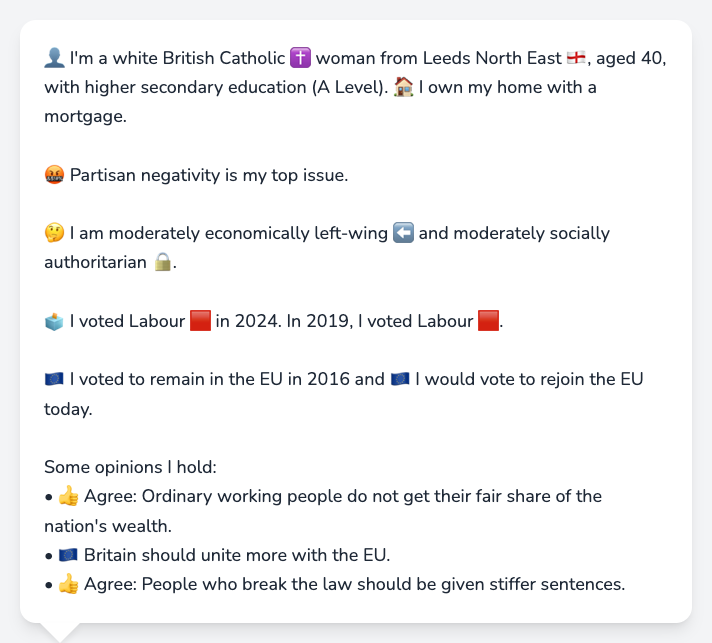 👤 I'm a white British Catholic ✝️ woman from Leeds North East 🏴󠁧󠁢󠁥󠁮󠁧󠁿, aged 40,
with higher secondary education (A Level). 🏠 I own my home with a
mortgage.
🤬 Partisan negativity is my top issue.
🤔 I am moderately economically left-wing ⬅️ and moderately socially
authoritarian 🔒.
🗳️ I voted Labour 🟥 in 2024. In 2019, I voted Labour 🟥.
🇪🇺 I voted to remain in the EU in 2016 and 🇪🇺 I would vote to rejoin the EU
today.
Some opinions I hold:
• 👍 Agree: Ordinary working people do not get their fair share of the
nation's wealth.
• 🇪🇺 Britain should unite more with the EU.
• 👍 Agree: People who break the law should be given stiffer sentences.